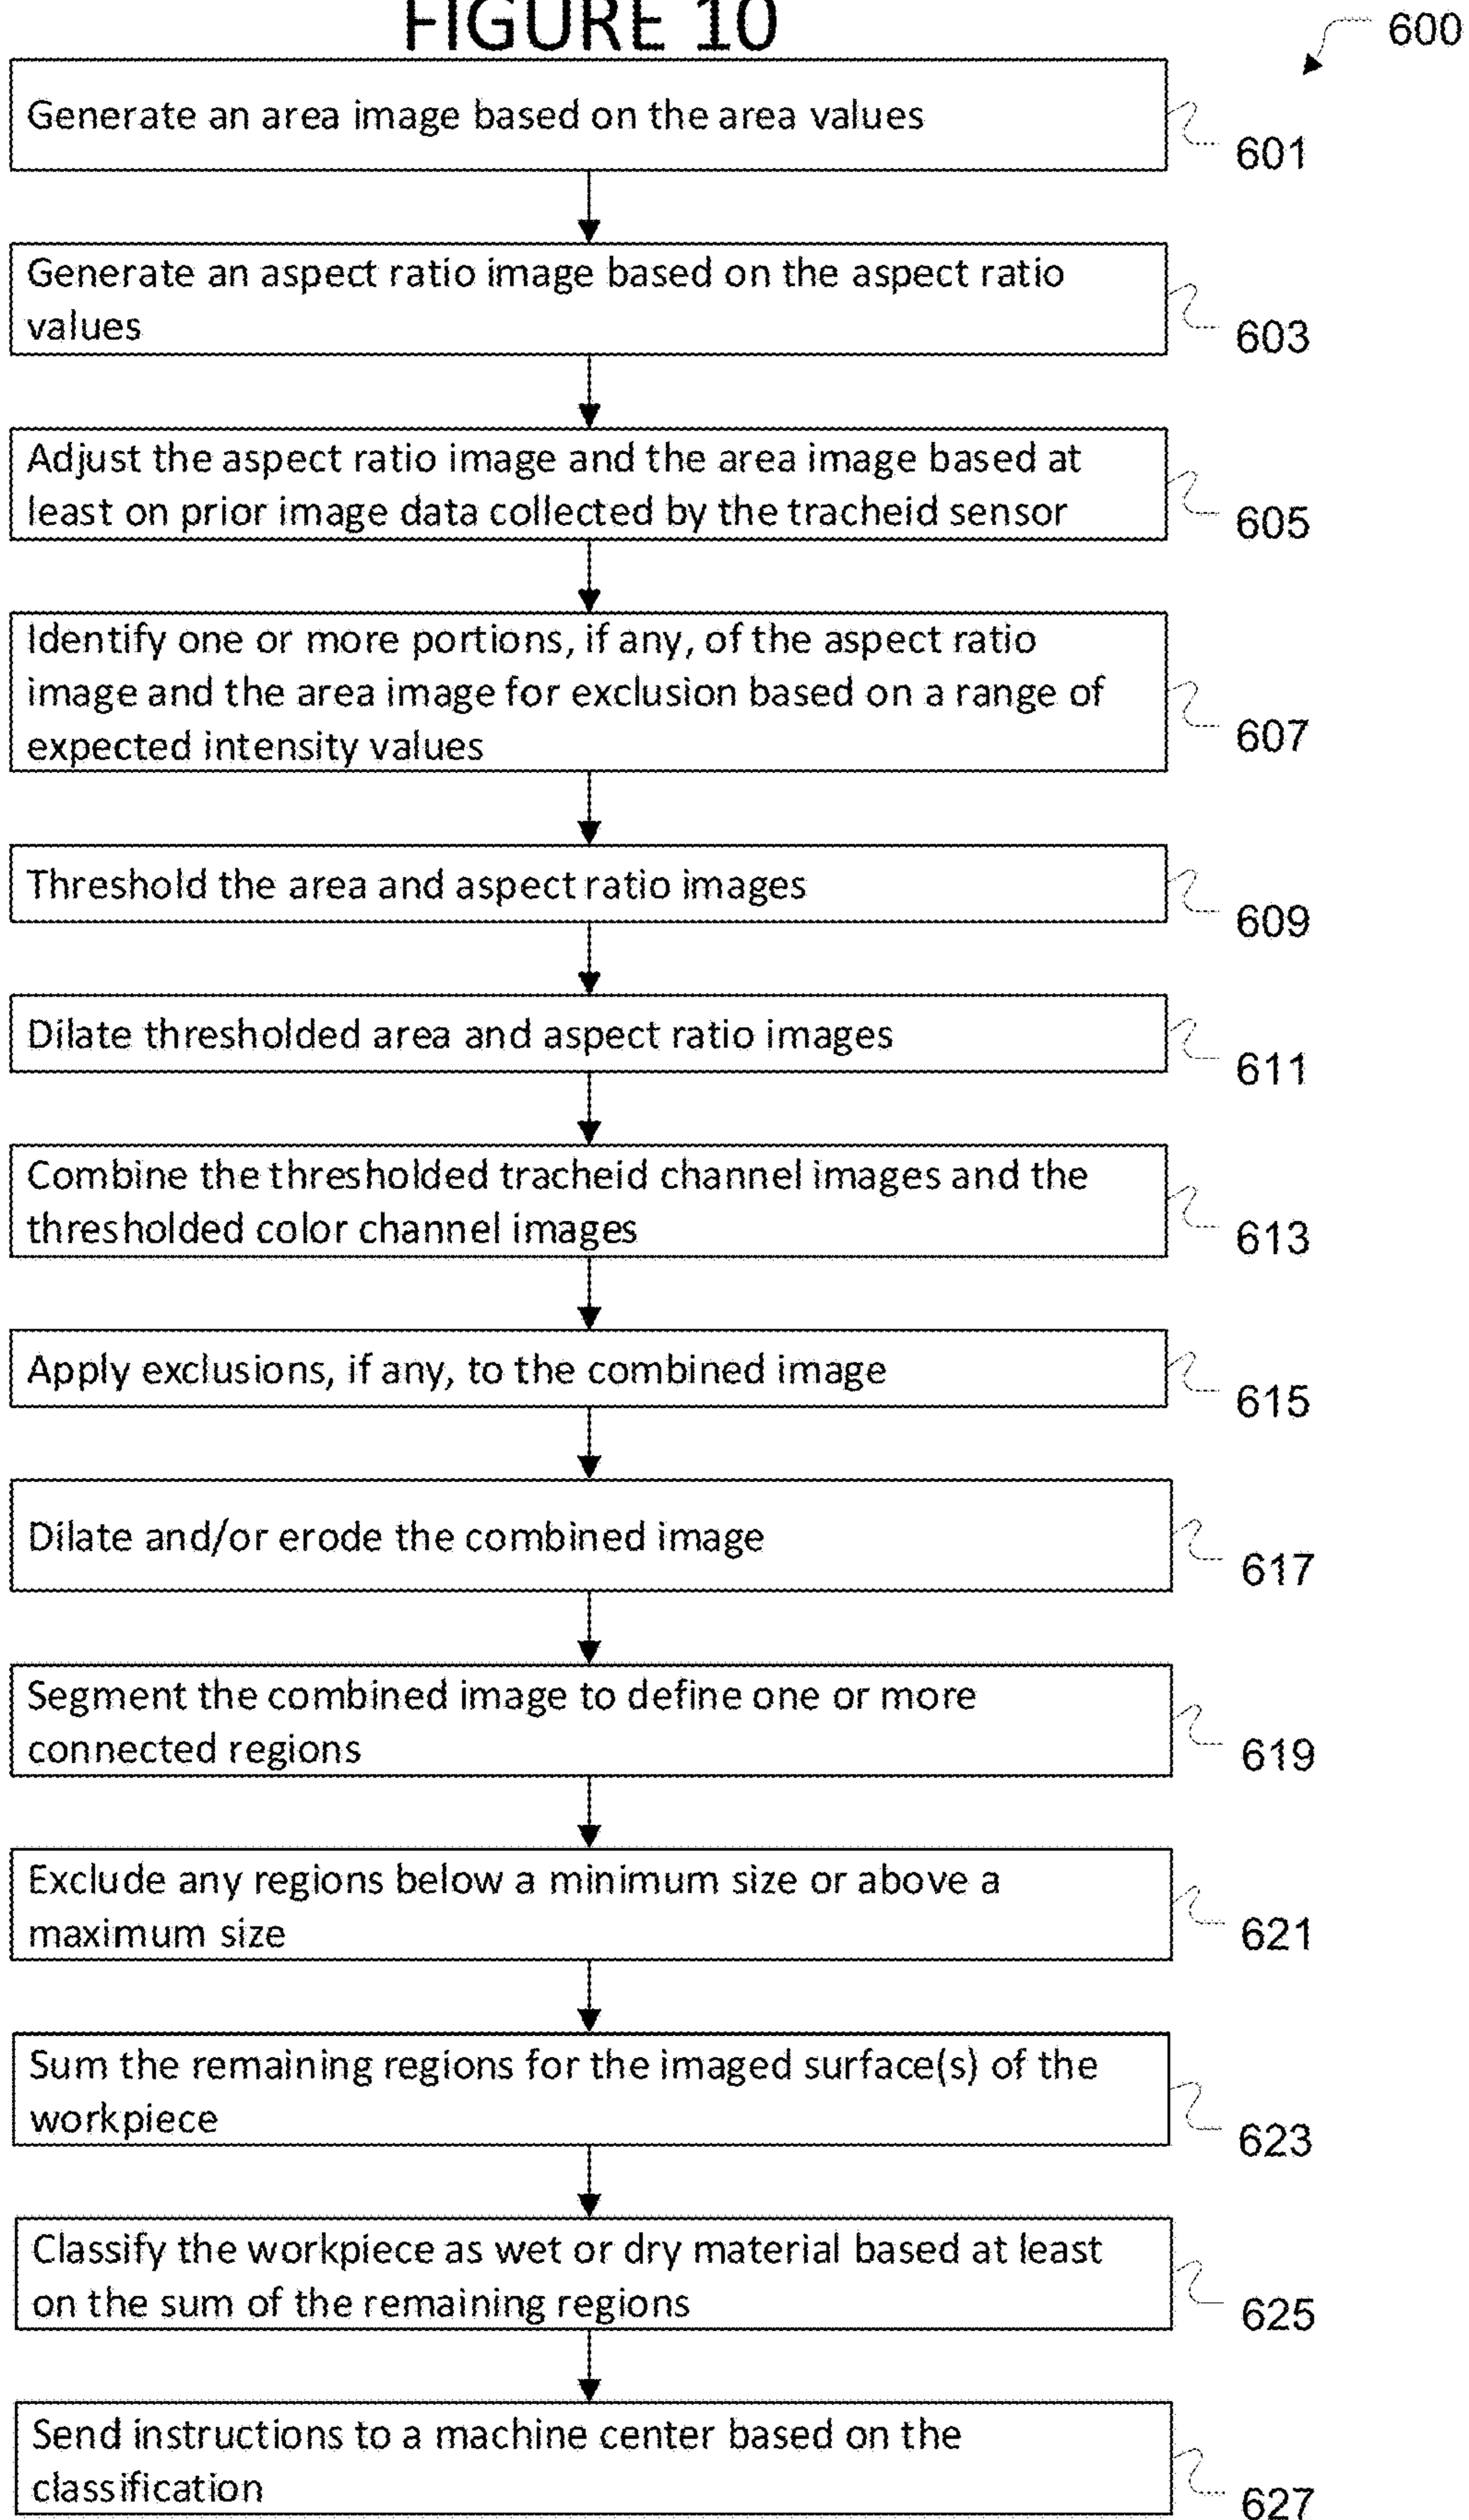 FIGURE 10
600
Generate an area image based on the area values
601
Generate an aspect ratio image based on the aspect ratio
values
603
Adjust the aspect ratio image and the area image based at
least on prior image data collected by the tracheid sensor
605
Identify one or more portions, if any, of the aspect ratio
image and the area image for exclusion based on a range of
expected intensity values
607
Threshold the area and aspect ratio images
609
Dilate thresholded area and aspect ratio images
611
Combine the thresholded tracheid channel images and the
thresholded color channel images
613
Apply exclusions, if any, to the combined image
615
Dilate and/or erode the combined image
617
Segment the combined image to define one or more
connected regions
619
Exclude any regions below a minimum size or above a
maximum size
621
Sum the remaining regions for the imaged surface(s) of the
workpiece
623
Classify the workpiece as wet or dry material based at least
on the sum of the remaining regions
625
Send instructions to a machine center based on the
classification
627